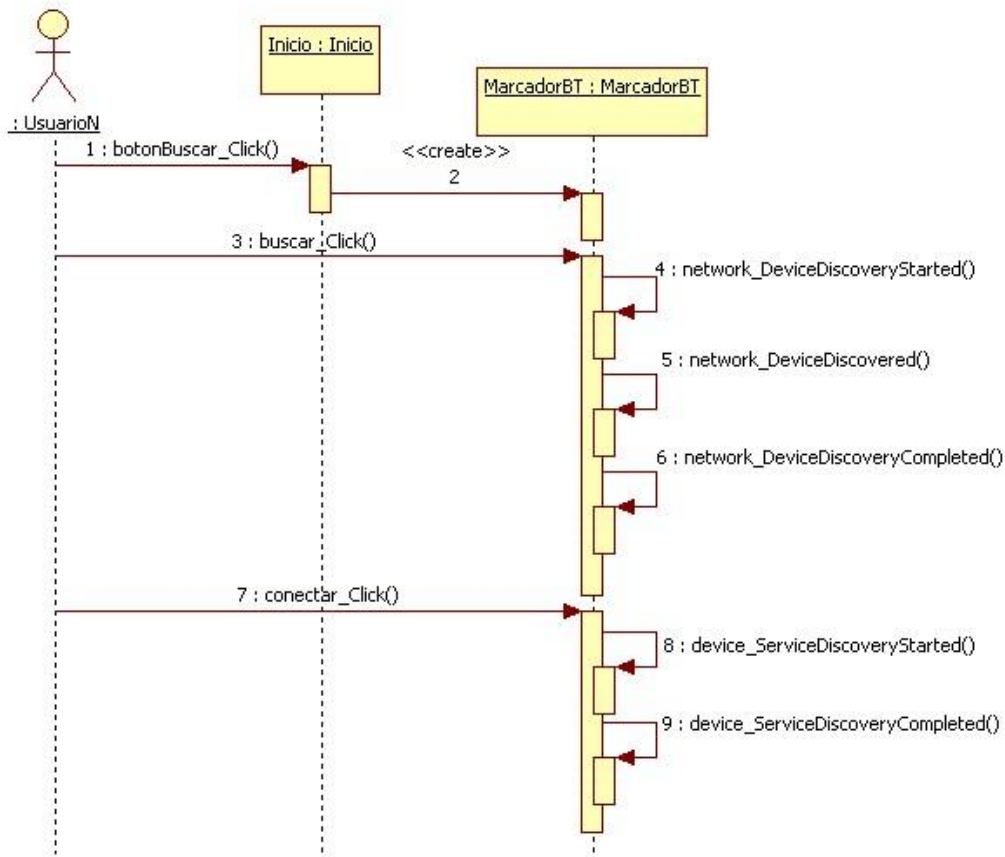 Inicio : Inicio
MarcadorBT : MarcadorBT
: UsuarioN
1 : botonBuscar_Click()
<<create>>
2
3 : buscar_Click()
4 : network_DeviceDiscoveryStarted()
5 : network_DeviceDiscovered()
6 : network_DeviceDiscoveryCompleted()
7 : conectar_Click()
8 : device_ServiceDiscoveryStarted()
9 : device_ServiceDiscoveryCompleted()